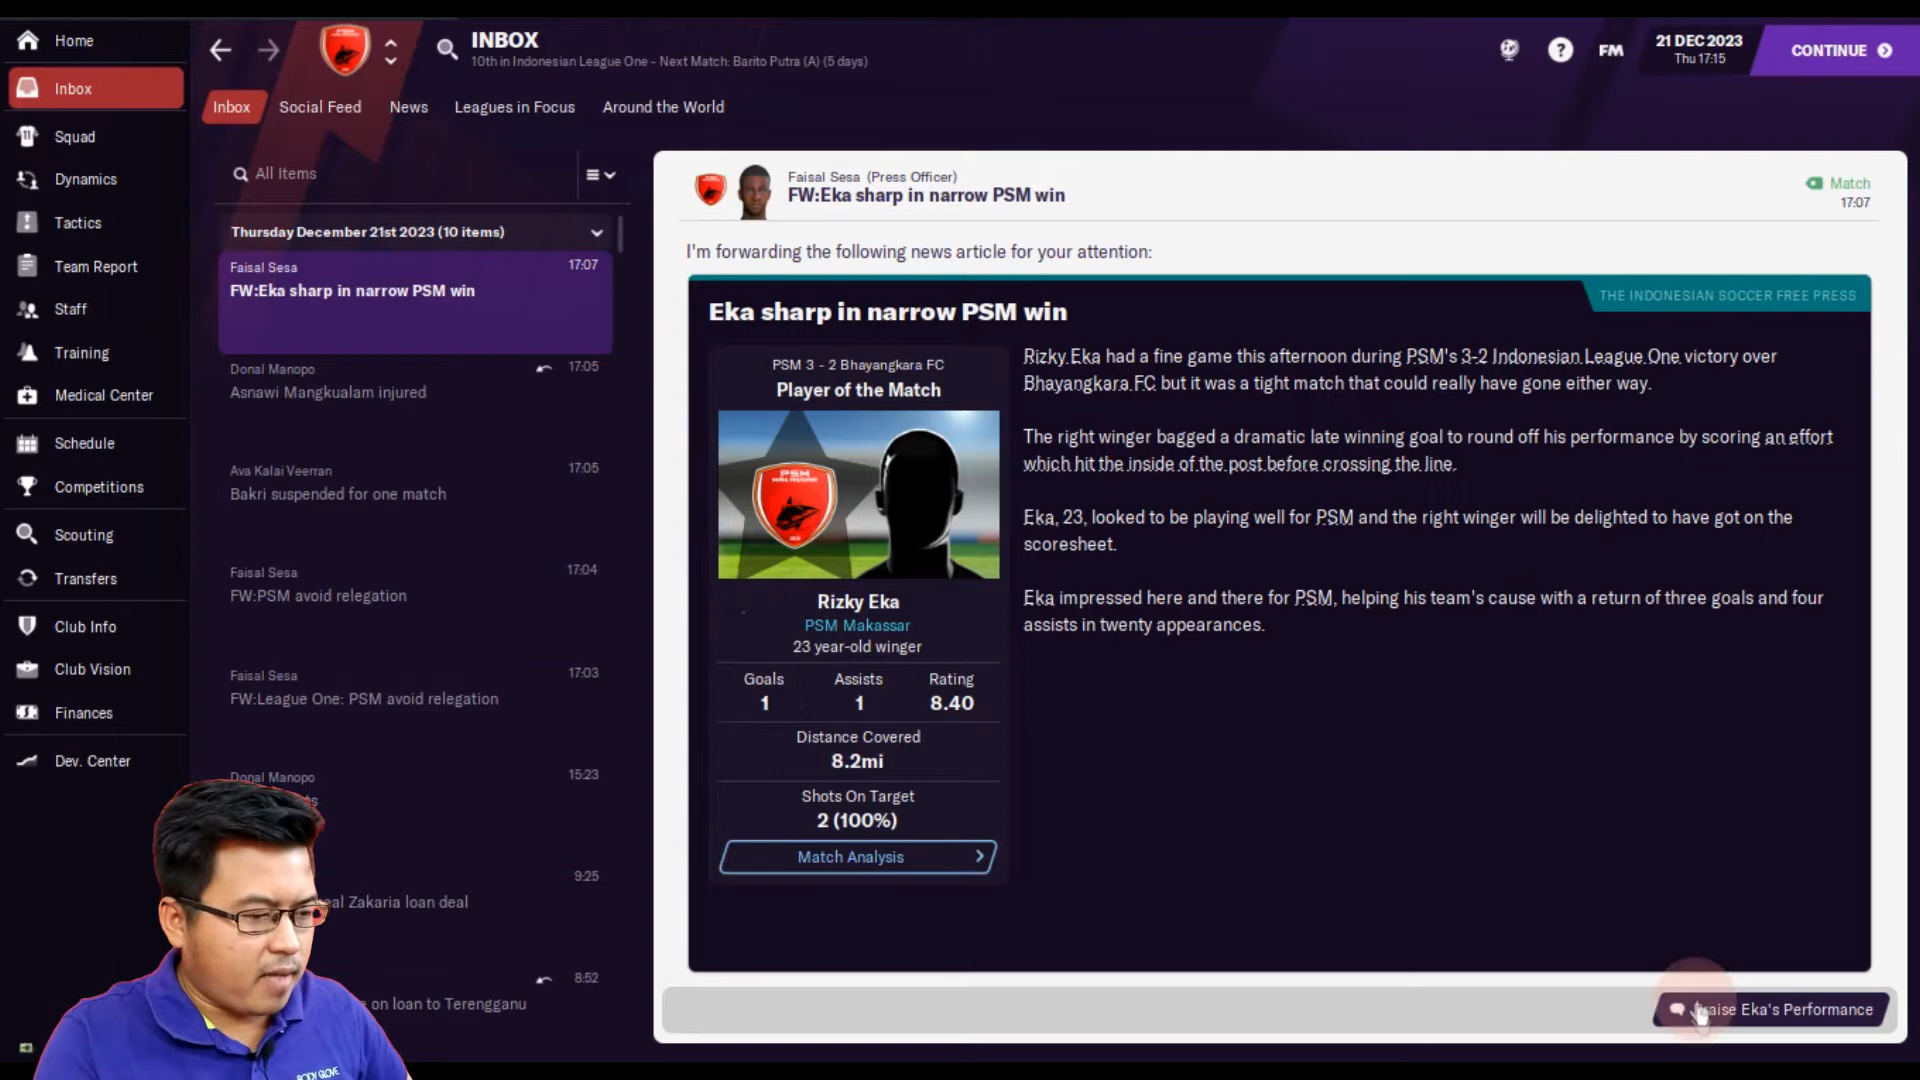 Home
Inbox
Squad
Dynamics
Tactics
Team Report
Staff
Training
Medical Center
Schedule
Competitions
Scouting
Transfers
Club Info
Club Vision
Finances
Dev. Center
INBOX
10th in Indonesian League One - Next Match: Barito Putra (A) (5 days)
FM
21 DEC 2023
Thu 17:15
CONTINUE
Inbox
Social Feed
News
Leagues in Focus
Around the World
All Items
Thursday December 21st 2023 (10 items)
Faisal Sesa 17:07
FW:Eka sharp in narrow PSM win
Donal Manopo 17:05
Asnawi Mangkualam injured
Ava Kalai Veerran 17:05
Bakri suspended for one match
Faisal Sesa 17:04
FW:PSM avoid relegation
Faisal Sesa 17:03
FW:League One: PSM avoid relegation
Donal Manopo 15:23
9:25
Zakaria loan deal
8:52
on loan to Terengganu
Faisal Sesa (Press Officer)
FW:Eka sharp in narrow PSM win
Match
17:07
I'm forwarding the following news article for your attention:
THE INDONESIAN SOCCER FREE PRESS
Eka sharp in narrow PSM win
PSM 3 - 2 Bhayangkara FC
Player of the Match
PSM
Rizky Eka
PSM Makassar
23 year-old winger
Goals Assists Rating
1 1 8.40
Distance Covered
8.2mi
Shots On Target
2 (100%)
Match Analysis
Rizky Eka had a fine game this afternoon during PSM's 3-2 Indonesian League One victory over
Bhayangkara FC but it was a tight match that could really have gone either way.
The right winger bagged a dramatic late winning goal to round off his performance by scoring an effort
which hit the inside of the post before crossing the line.
Eka, 23, looked to be playing well for PSM and the right winger will be delighted to have got on the
scoresheet.
Eka impressed here and there for PSM, helping his team's cause with a return of three goals and four
assists in twenty appearances.
Praise Eka's Performance
BODY GLOVE